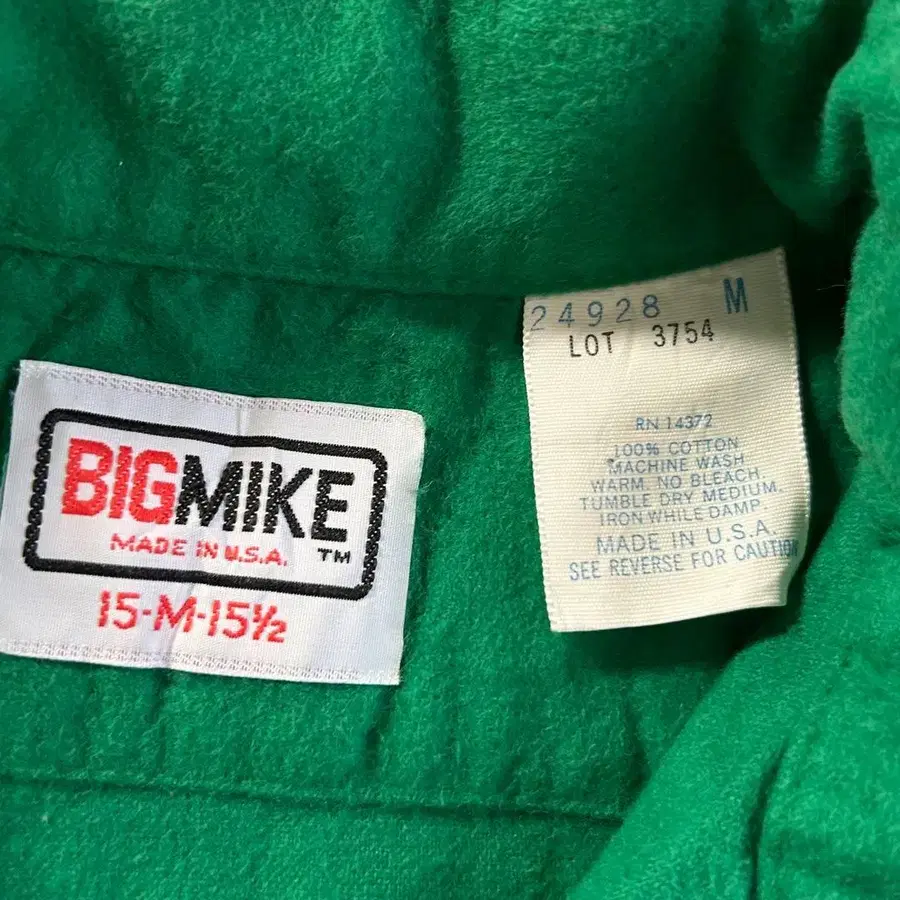 BIGMIKE
MADE IN U.S.A. TM
15-M-15½
24928 M
LOT 3754
RN 14372
100% COTTON
MACHINE WASH
WARM. NO BLEACH
TUMBLE DRY MEDIUM.
IRON WHILE DAMP.
MADE IN U.S.A.
SEE REVERSE FOR CAUTION